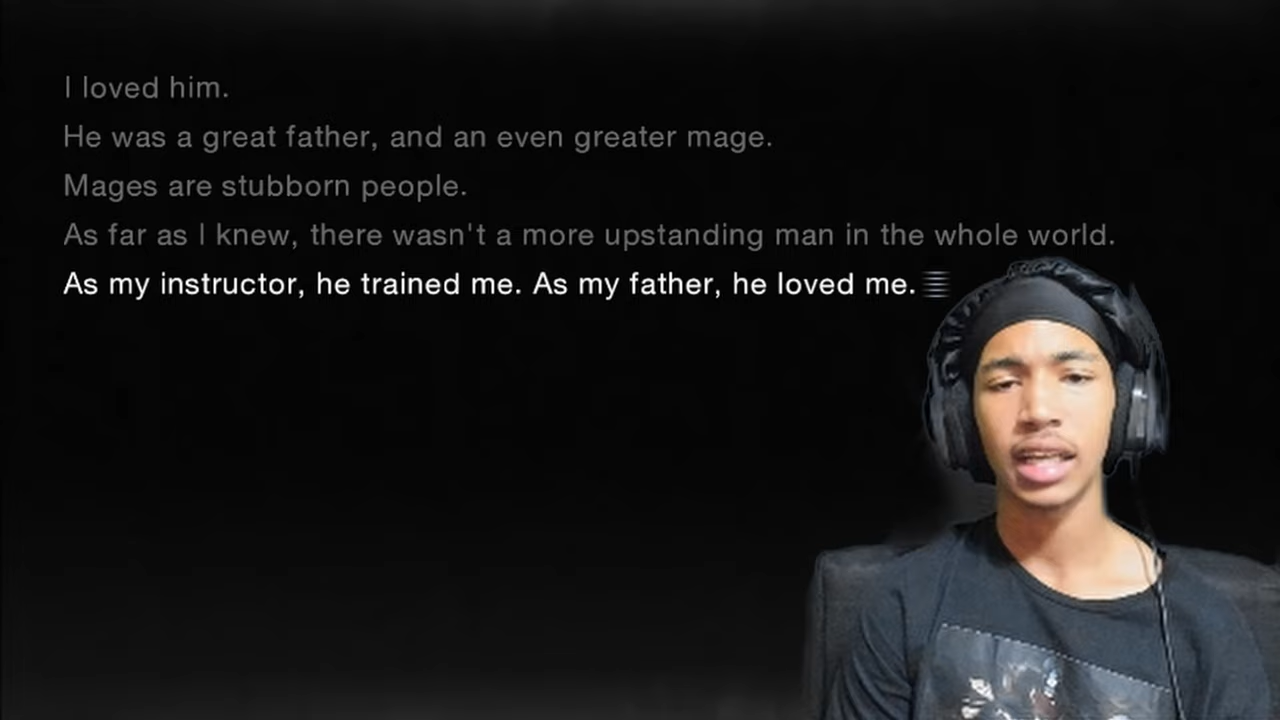 I loved him.
He was a great father, and an even greater mage.
Mages are stubborn people.
As far as I knew, there wasn't a more upstanding man in the whole world.
As my instructor, he trained me. As my father, he loved me.